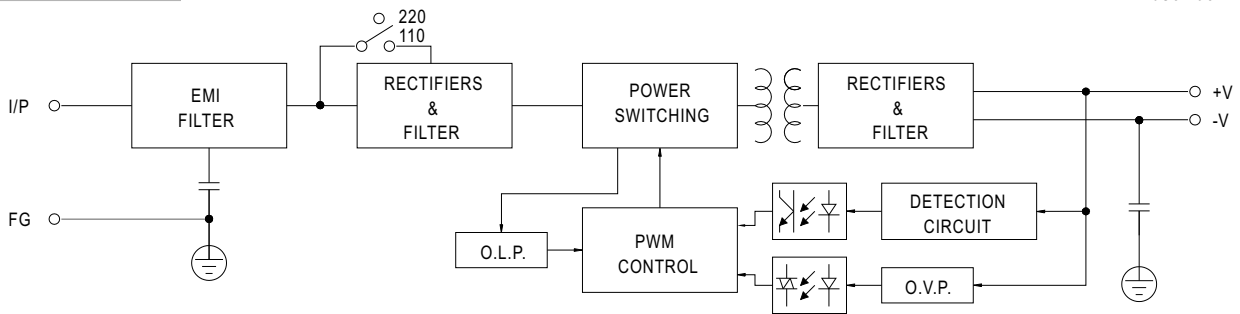 220
110
I/P
EMI
FILTER
RECTIFIERS
&
FILTER
POWER
SWITCHING
RECTIFIERS
&
FILTER
+V
-V
FG
O.L.P.
PWM
CONTROL
DETECTION
CIRCUIT
O.V.P.